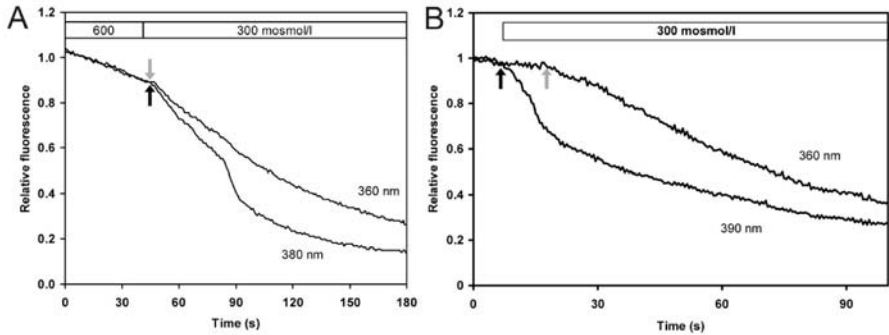 A
600
300 mosmol/l
1.2
1.0
0.8
0.6
0.4
0.2
0.0
Relative fluorescence
360 nm
380 nm
0
30
60
90
120
150
180
Time (s)
B
300 mosmol/l
1.2
1
0.8
0.6
0.4
0.2
0
Relative fluorescence
360 nm
390 nm
0
30
60
90
Time (s)